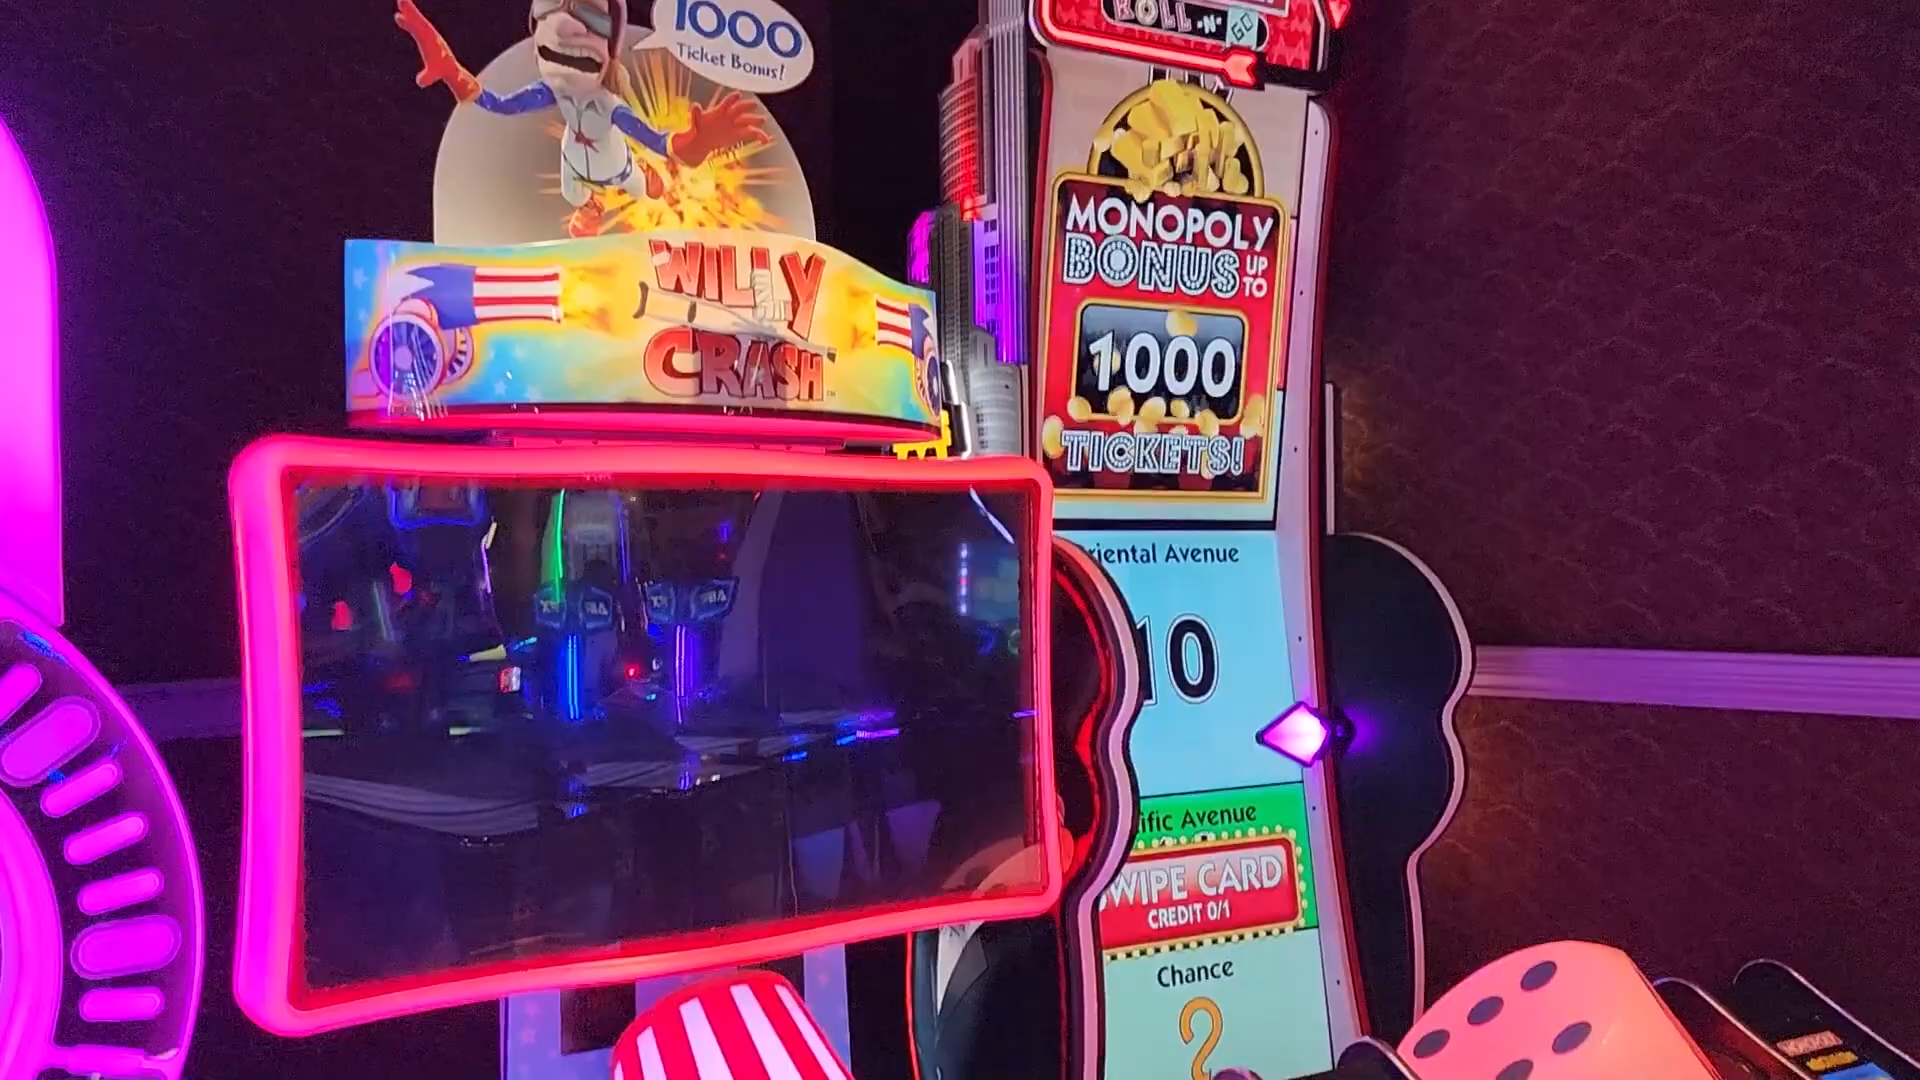 1000
Ticket Bonus!
WILLY
CRASH
ROLL -N- GO
MONOPOLY
BONUS UP TO
1000
TICKETS!
riental Avenue
10
ific Avenue
WIPE CARD
CREDIT 0/1
Chance
?